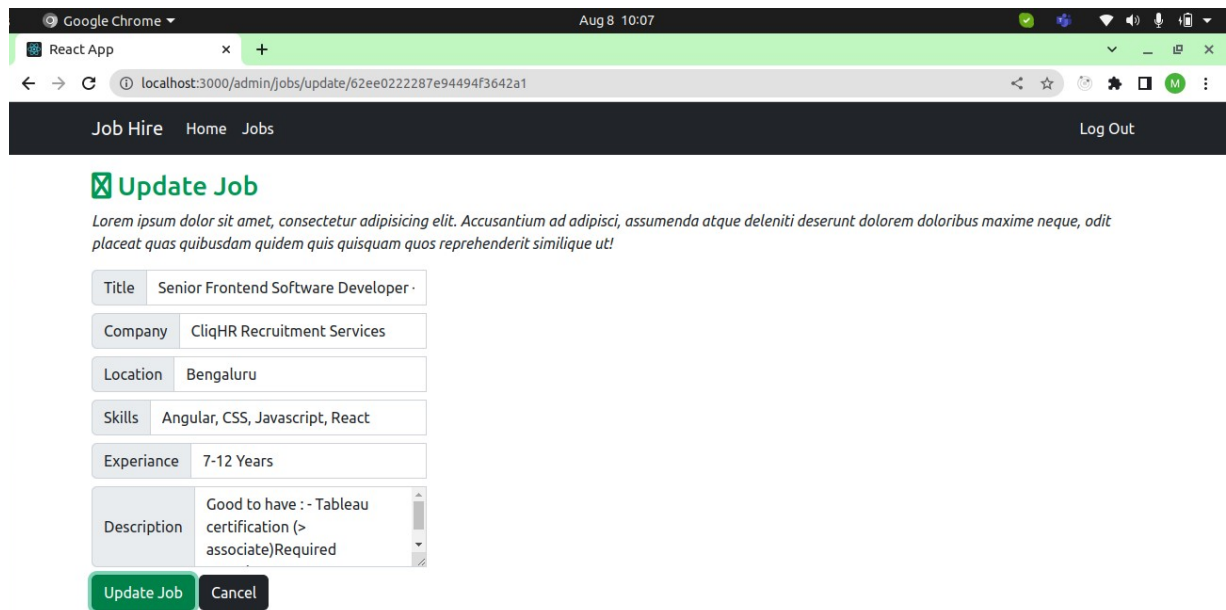 Google Chrome
Aug 8 10:07
React App
localhost:3000/admin/jobs/update/62ee0222287e94494f3642a1
M
Job Hire Home Jobs Log Out
Update Job
Lorem ipsum dolor sit amet, consectetur adipisicing elit. Accusantium ad adipisci, assumenda atque deleniti deserunt dolorem doloribus maxime neque, odit
placeat quas quibusdam quidem quis quisquam quos reprehenderit similique ut!
Title Senior Frontend Software Developer -
Company CliqHR Recruitment Services
Location Bengaluru
Skills Angular, CSS, Javascript, React
Experiance 7-12 Years
Description Good to have : - Tableau
certification (>
associate)Required
Update Job Cancel